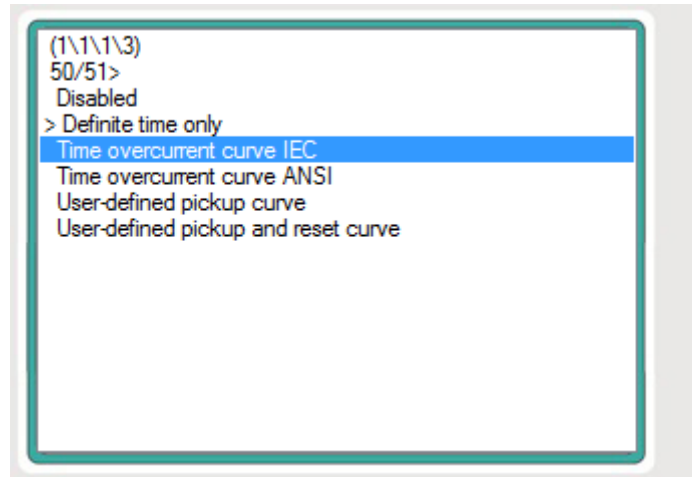 (1\1\1\3)
50/51>
Disabled
> Definite time only
Time overcurrent curve IEC
Time overcurrent curve ANSI
User-defined pickup curve
User-defined pickup and reset curve